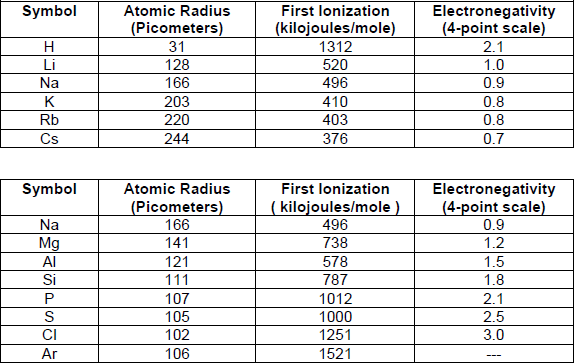 Symbol Atomic Radius First Ionization Electronegativity
(Picometers) (kilojoules/mole) (4-point scale)
H 31 1312 2.1
Li 128 520 1.0
Na 166 496 0.9
K 203 410 0.8
Rb 220 403 0.8
Cs 244 376 0.7
Symbol Atomic Radius First Ionization Electronegativity
(Picometers) ( kilojoules/mole ) (4-point scale)
Na 166 496 0.9
Mg 141 738 1.2
Al 121 578 1.5
Si 111 787 1.8
P 107 1012 2.1
S 105 1000 2.5
Cl 102 1251 3.0
Ar 106 1521 ---